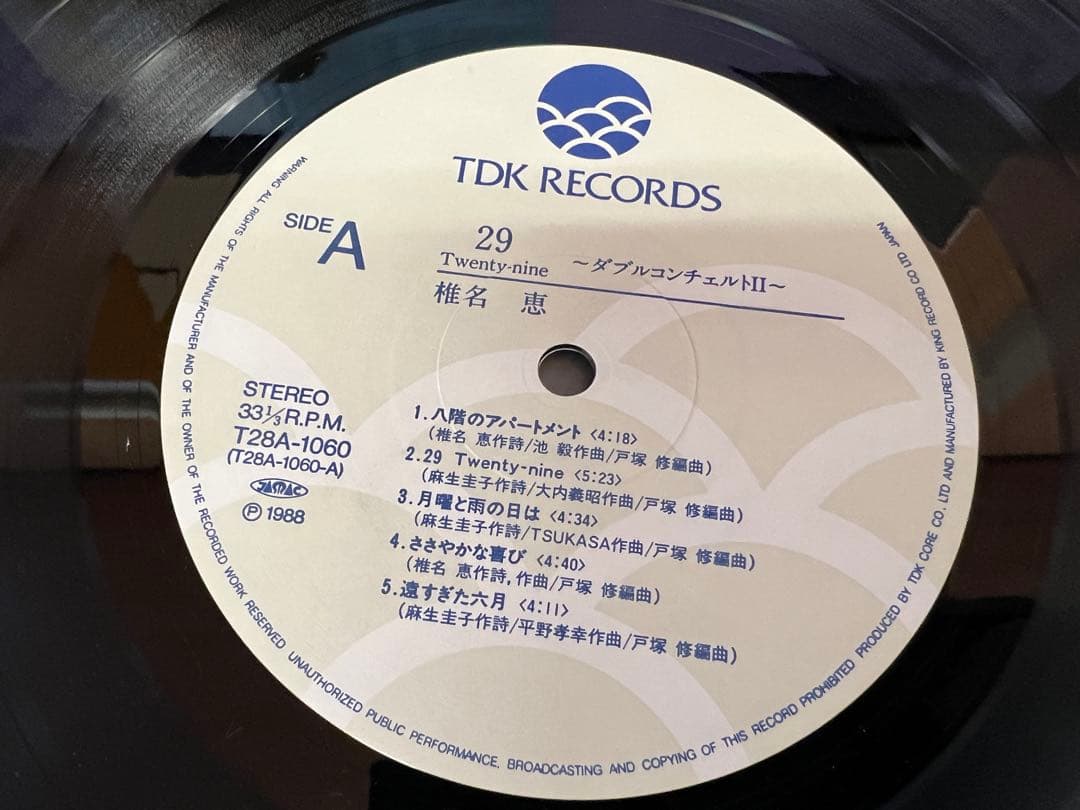 TDK RECORDS
SIDE A
29
Twenty-nine ～ダブルコンチェルトII～
椎名 恵
STEREO
33⅓R.P.M.
T28A-1060
(T28A-1060-A)
JASRAC
Ⓟ 1988
1.八階のアパートメント <4:18>
(椎名 恵作詩/池 毅作曲/戸塚 修編曲)
2.29 Twenty-nine <5:23>
(麻生圭子作詩/大内義昭作曲/戸塚 修編曲)
3.月曜と雨の日は <4:34>
(麻生圭子作詩/TSUKASA作曲/戸塚 修編曲)
4.ささやかな喜び <4:40>
(椎名 恵作詩,作曲/戸塚 修編曲)
5.遠すぎた六月 <4:11>
(麻生圭子作詩/平野孝幸作曲/戸塚 修編曲)
WARNING ALL RIGHTS OF THE MANUFACTURER AND OF THE OWNER OF THE RECORDED WORK RESERVED UNAUTHORIZED PUBLIC PERFORMANCE, BROADCASTING AND COPYING OF THIS RECORD PROHIBITED PRODUCED BY TDK CORE CO. LTD AND MANUFACTURED BY KING RECORD CO LTD JAPAN